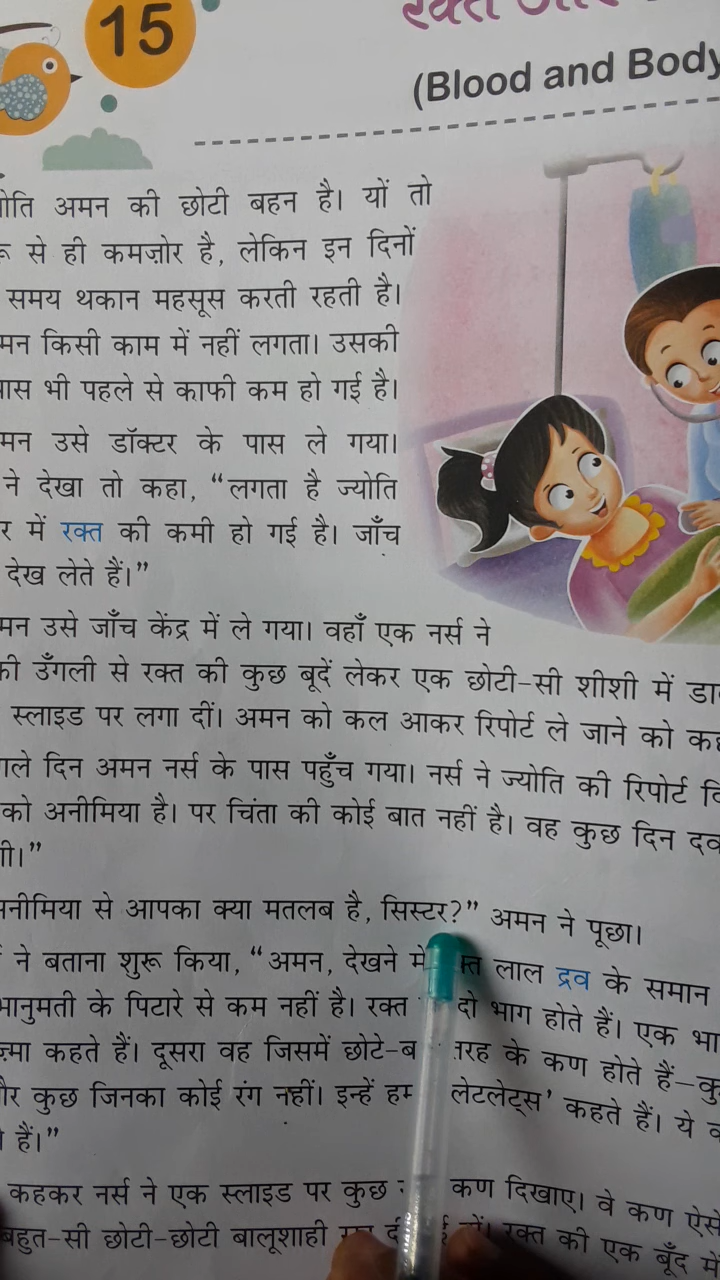 15
रक्त और
(Blood and Body
अमन की छोटी बहन है। यों तो
से ही कमज़ोर है, लेकिन इन दिनों
समय थकान महसूस करती रहती है।
किसी काम में नहीं लगता। उसकी
भी पहले से काफी कम हो गई है।
उसे डॉक्टर के पास ले गया।
ने देखा तो कहा, “लगता है ज्योति
में रक्त की कमी हो गई है। जाँच
देख लेते हैं।”
उसे जाँच केंद्र में ले गया। वहाँ एक नर्स ने
उँगली से रक्त की कुछ बूदें लेकर एक छोटी-सी शीशी में
स्लाइड पर लगा दीं। अमन को कल आकर रिपोर्ट ले जाने को
दिन अमन नर्स के पास पहुँच गया। नर्स ने ज्योति की रिपोर्ट
को अनीमिया है। पर चिंता की कोई बात नहीं है। वह कुछ दिन
गी।”
अनीमिया से आपका क्या मतलब है, सिस्टर?” अमन ने पूछा।
ने बताना शुरू किया, “अमन, देखने में लाल द्रव के समान
भानुमती के पिटारे से कम नहीं है। रक्त दो भाग होते हैं। एक
कहते हैं। दूसरा वह जिसमें छोटे-ब तरह के कण होते हैं–
कुछ जिनका कोई रंग नहीं। इन्हें लेटलेट्स’ कहते हैं। ये
हैं।”
कहकर नर्स ने एक स्लाइड पर कुछ कण दिखाए। वे कण ऐसे
बहुत-सी छोटी-छोटी बालूशाही रक्त की एक बूँद में